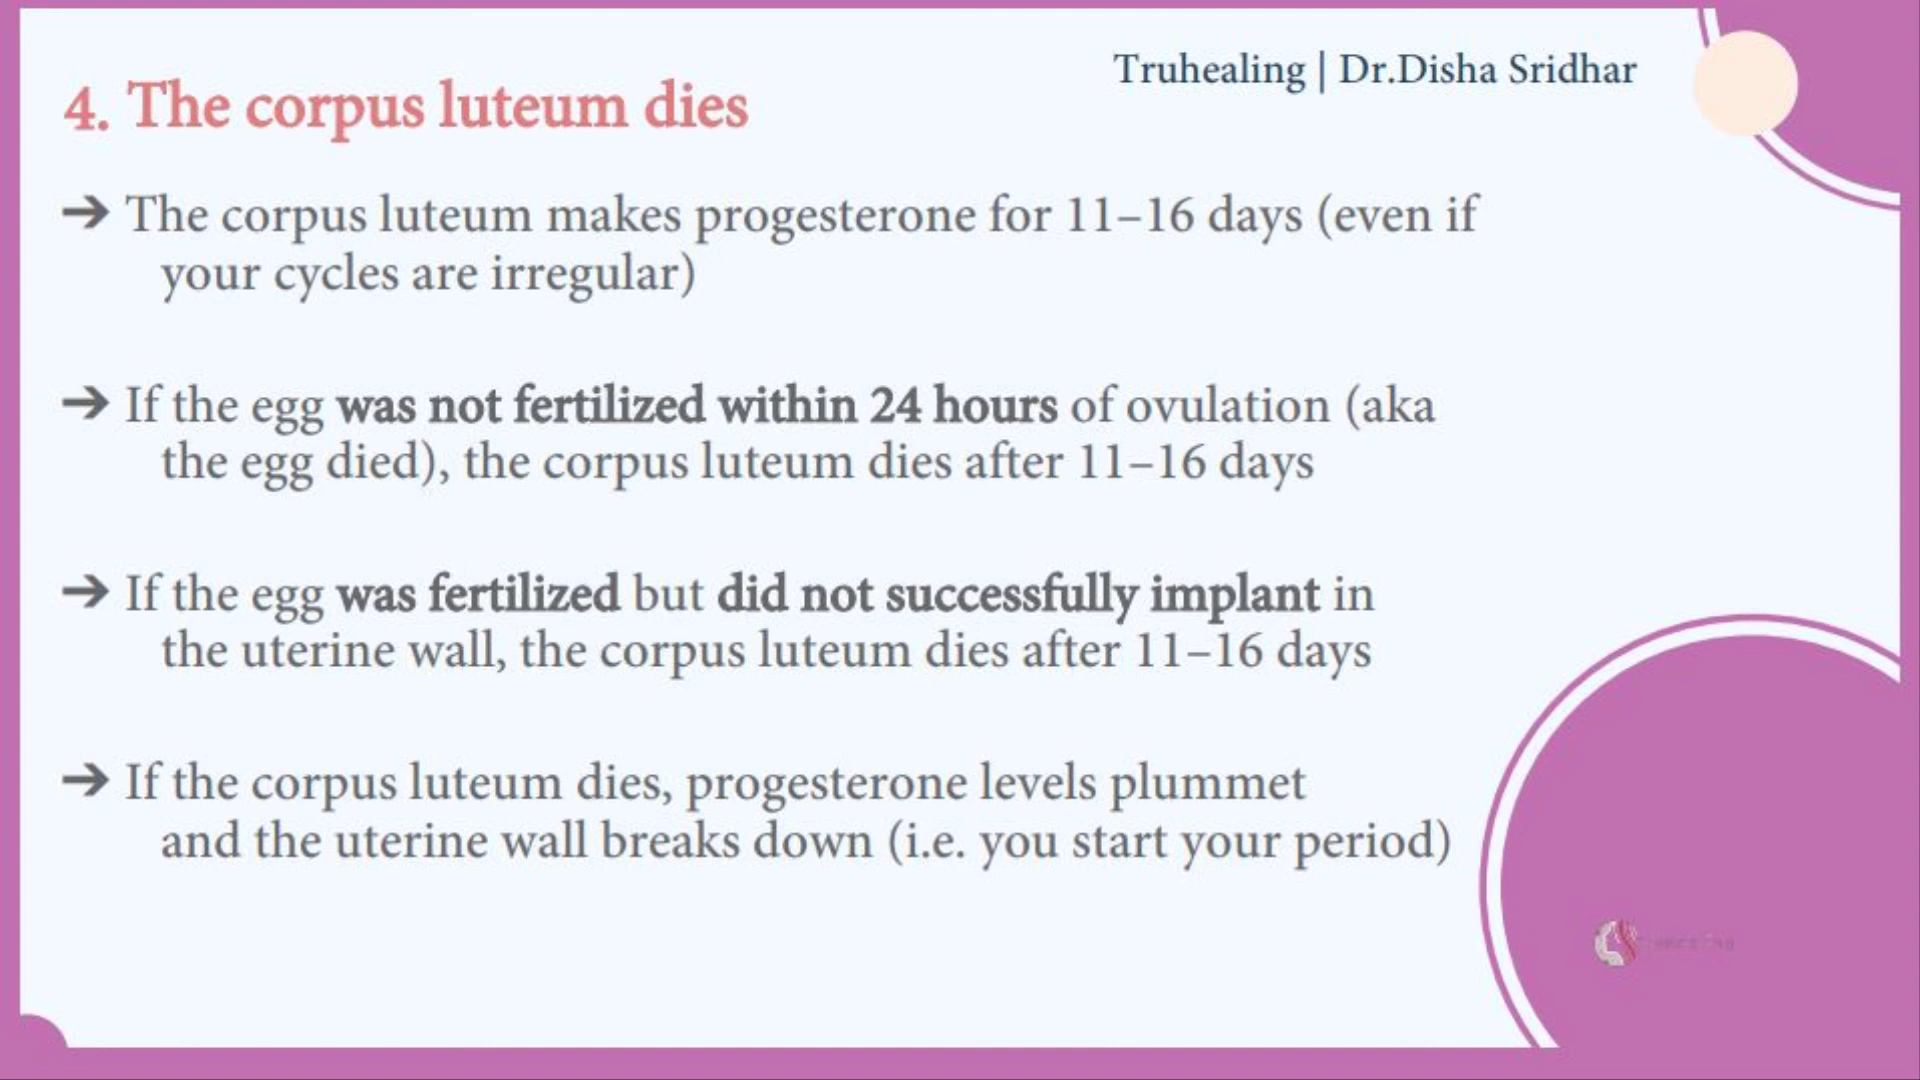 Truhealing | Dr.Disha Sridhar
4. The corpus luteum dies
➔ The corpus luteum makes progesterone for 11–16 days (even if
your cycles are irregular)
➔ If the egg was not fertilized within 24 hours of ovulation (aka
the egg died), the corpus luteum dies after 11–16 days
➔ If the egg was fertilized but did not successfully implant in
the uterine wall, the corpus luteum dies after 11–16 days
➔ If the corpus luteum dies, progesterone levels plummet
and the uterine wall breaks down (i.e. you start your period)